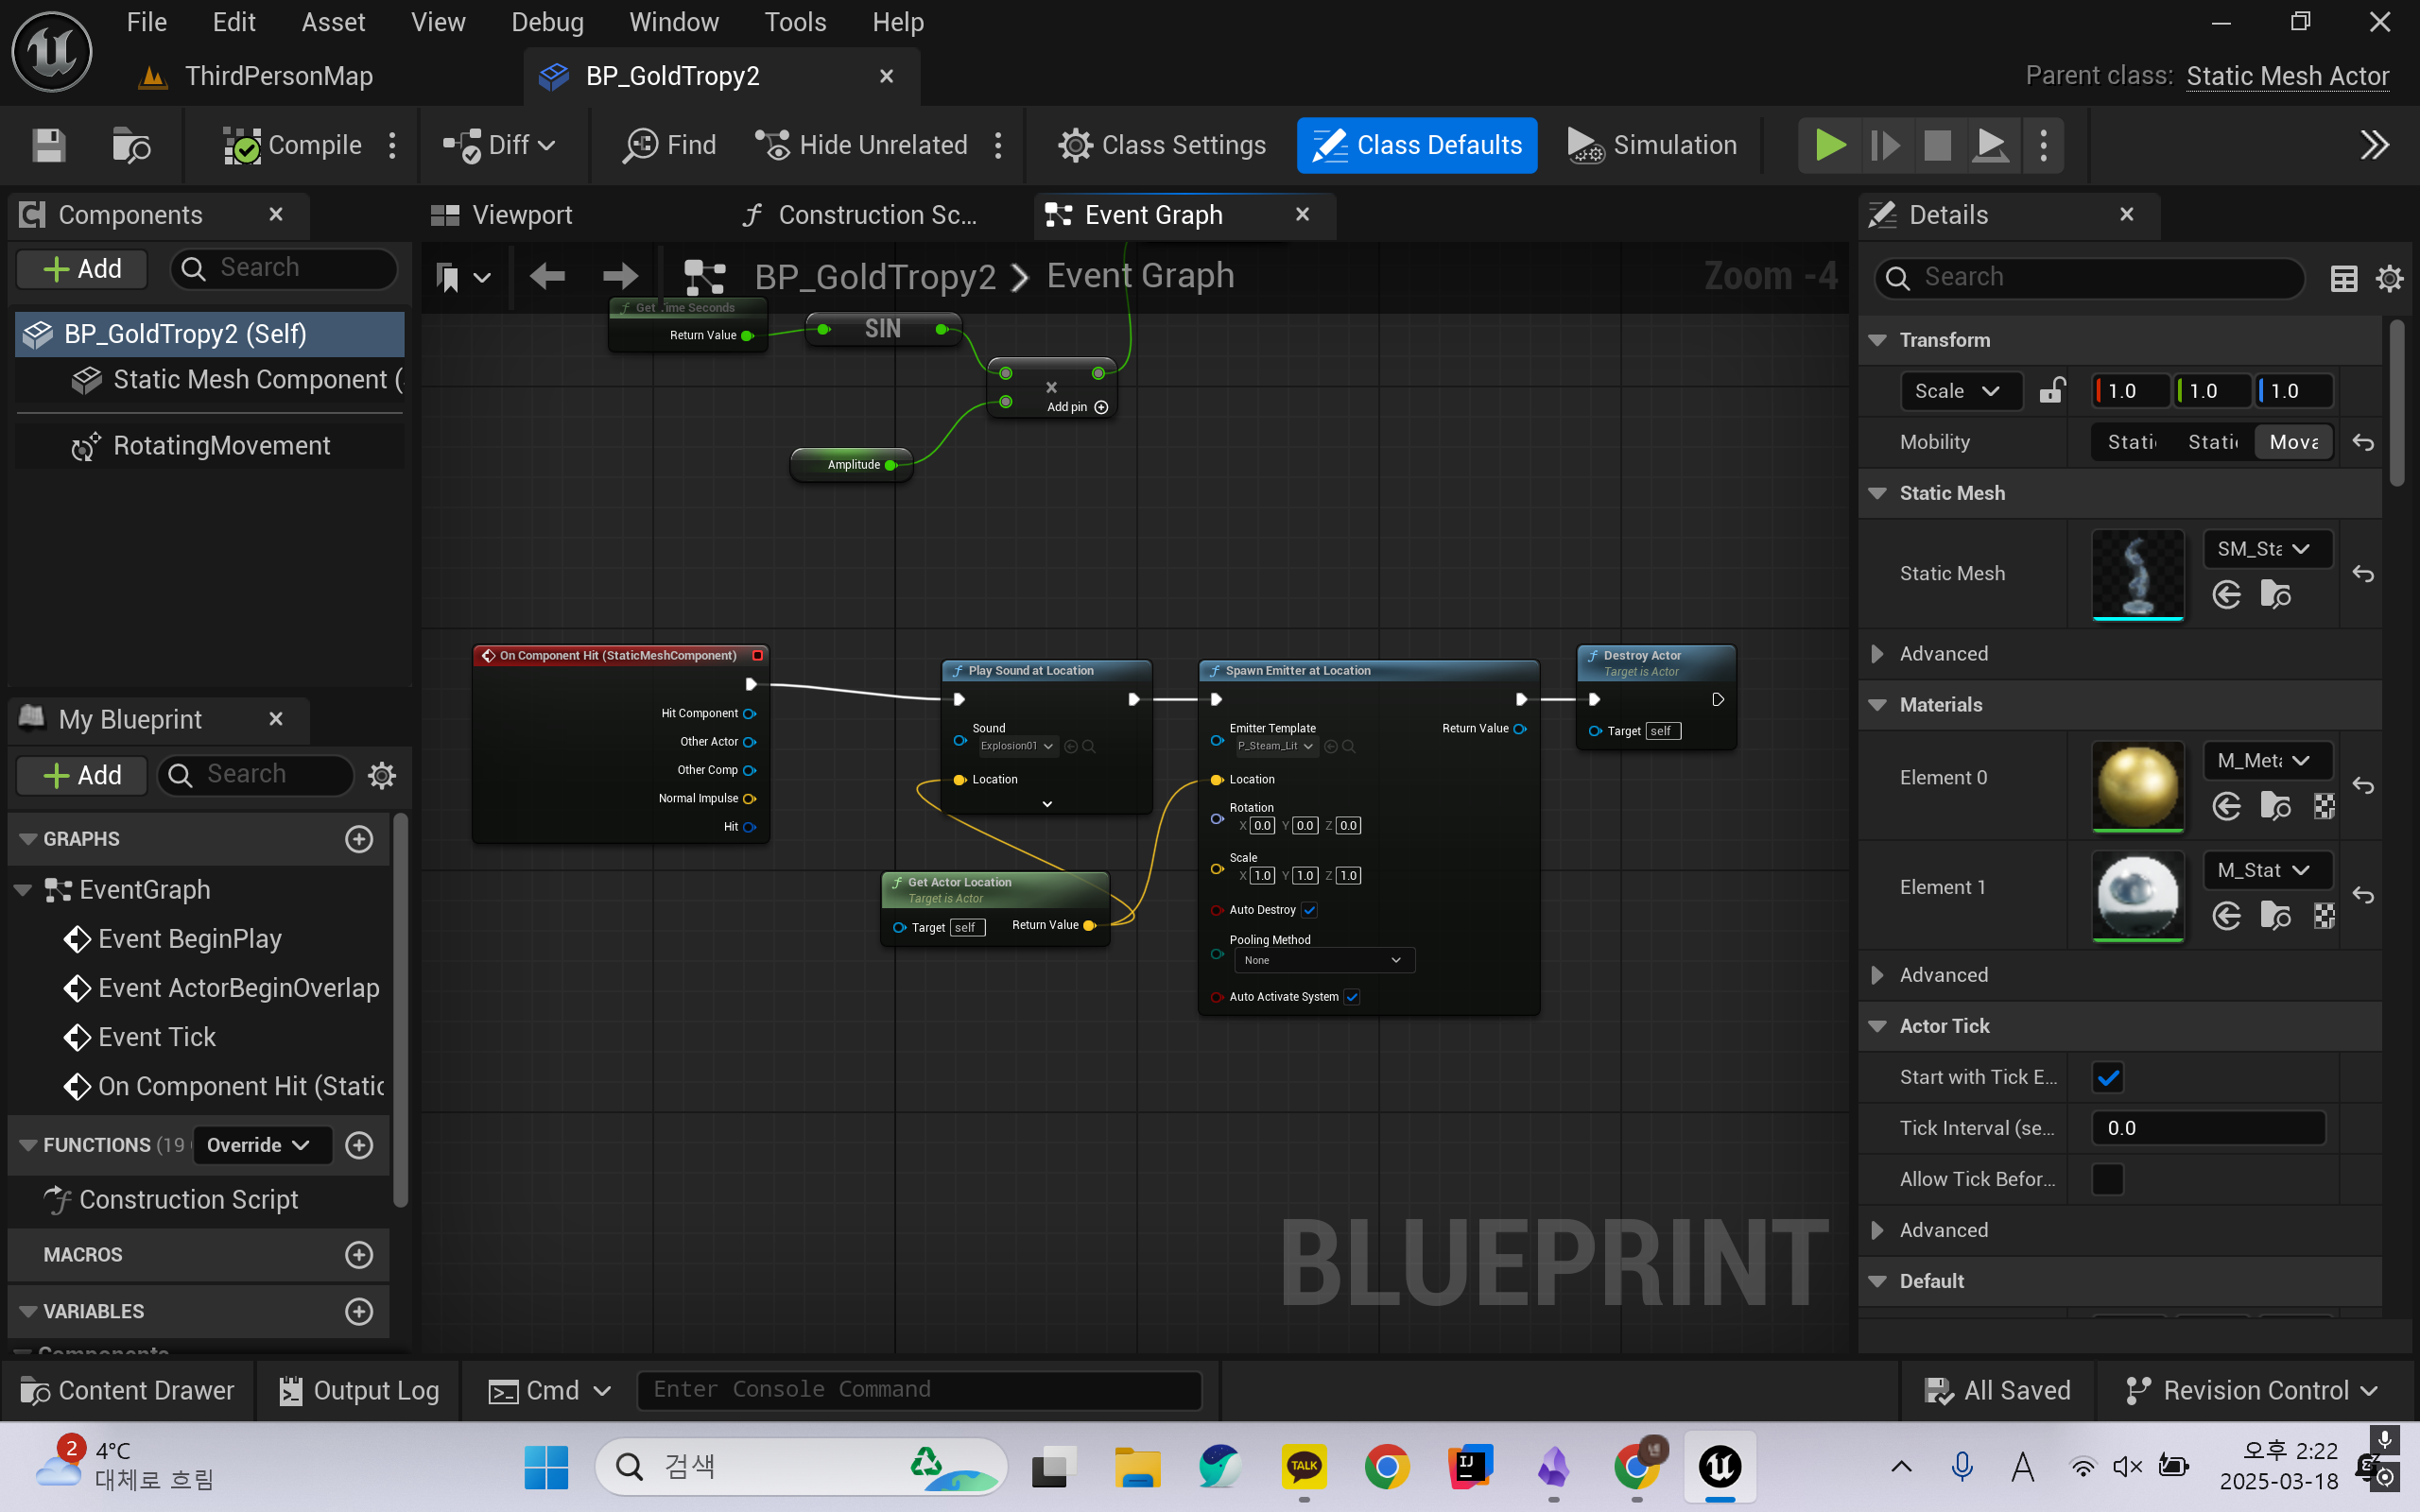 File Edit Asset View Debug Window Tools Help
ThirdPersonMap
BP_GoldTropy2
Parent class: Static Mesh Actor
Compile
Diff
Find
Hide Unrelated
Class Settings
Class Defaults
Simulation
Components
Viewport
Construction Sc...
Event Graph
Details
Add
Search
BP_GoldTropy2 > Event Graph
Zoom -4
Search
BP_GoldTropy2 (Self)
Static Mesh Component (
RotatingMovement
My Blueprint
Add
Search
GRAPHS
EventGraph
Event BeginPlay
Event ActorBeginOverlap
Event Tick
On Component Hit (Static
FUNCTIONS (19
Override
Construction Script
MACROS
VARIABLES
Components
Return Value
SIN
Add pin
Amplitude
On Component Hit (StaticMeshComponent)
Hit Component
Other Actor
Other Comp
Normal Impulse
Hit
Play Sound at Location
Sound
Explosion01
Location
Get Actor Location
Target is Actor
Target self
Return Value
Spawn Emitter at Location
Emitter Template
P_Steam_Lit
Return Value
Location
Rotation
X 0.0 Y 0.0 Z 0.0
Scale
X 1.0 Y 1.0 Z 1.0
Auto Destroy
Pooling Method
None
Auto Activate System
Destroy Actor
Target is Actor
Target self
BLUEPRINT
Transform
Scale 1.0 1.0 1.0
Mobility Stati Stati Mova
Static Mesh
Static Mesh SM_Sta
Advanced
Materials
Element 0 M_Meta
Element 1 M_Stat
Advanced
Actor Tick
Start with Tick E...
Tick Interval (se... 0.0
Allow Tick Befor...
Advanced
Default
Content Drawer
Output Log
Cmd
Enter Console Command
All Saved
Revision Control
2
4°C
대체로 흐림
검색
TALK
IJ
A
오후 2:22
2025-03-18